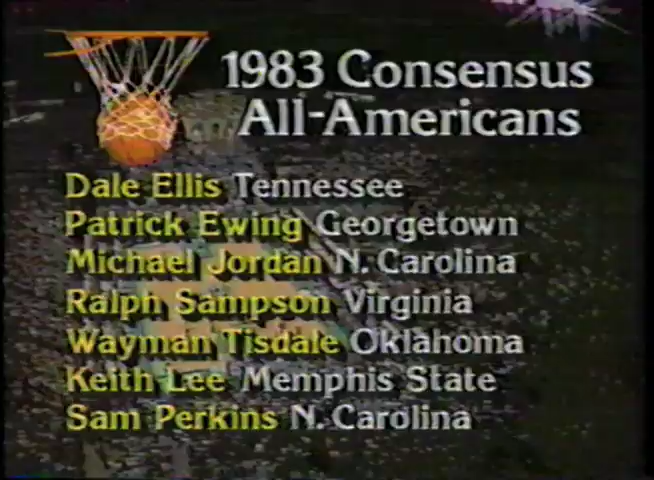 1983 Consensus
All-Americans
Dale Ellis Tennessee
Patrick Ewing Georgetown
Michael Jordan N. Carolina
Ralph Sampson Virginia
Wayman Tisdale Oklahoma
Keith Lee Memphis State
Sam Perkins N. Carolina